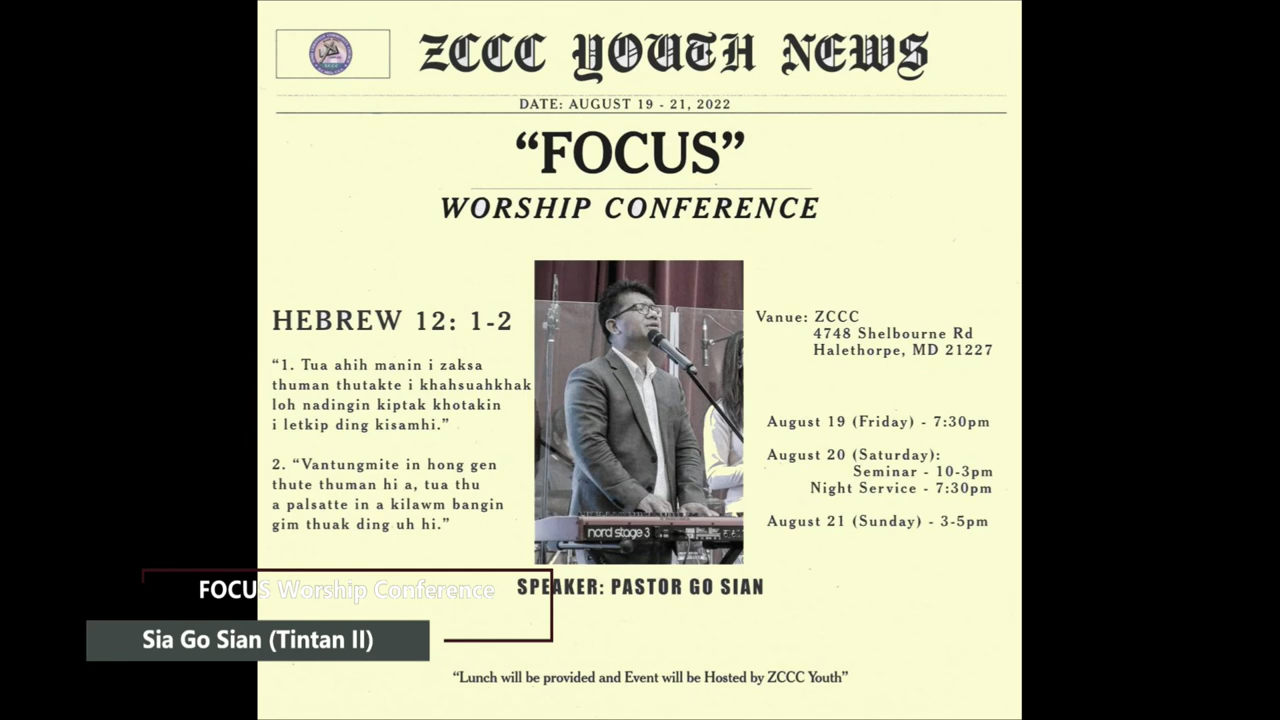 ZCCC YOUTH NEWS
DATE: AUGUST 19 - 21, 2022
“FOCUS”
WORSHIP CONFERENCE
HEBREW 12: 1-2
“1. Tua ahih manin i zaksa
thuman thutakte i khahsuahkhak
loh nadingin kiptak khotakin
i letkip ding kisamhi.”
2. “Vantungmite in hong gen
thute thuman hi a, tua thu
a palsatte in a kilawm bangin
gim thuak ding uh hi.”
nord stage 3
Vanue: ZCCC
4748 Shelbourne Rd
Halethorpe, MD 21227
August 19 (Friday) - 7:30pm
August 20 (Saturday):
Seminar - 10-3pm
Night Service - 7:30pm
August 21 (Sunday) - 3-5pm
SPEAKER: PASTOR GO SIAN
FOCUS Worship Conference
Sia Go Sian (Tintan II)
“Lunch will be provided and Event will be Hosted by ZCCC Youth”